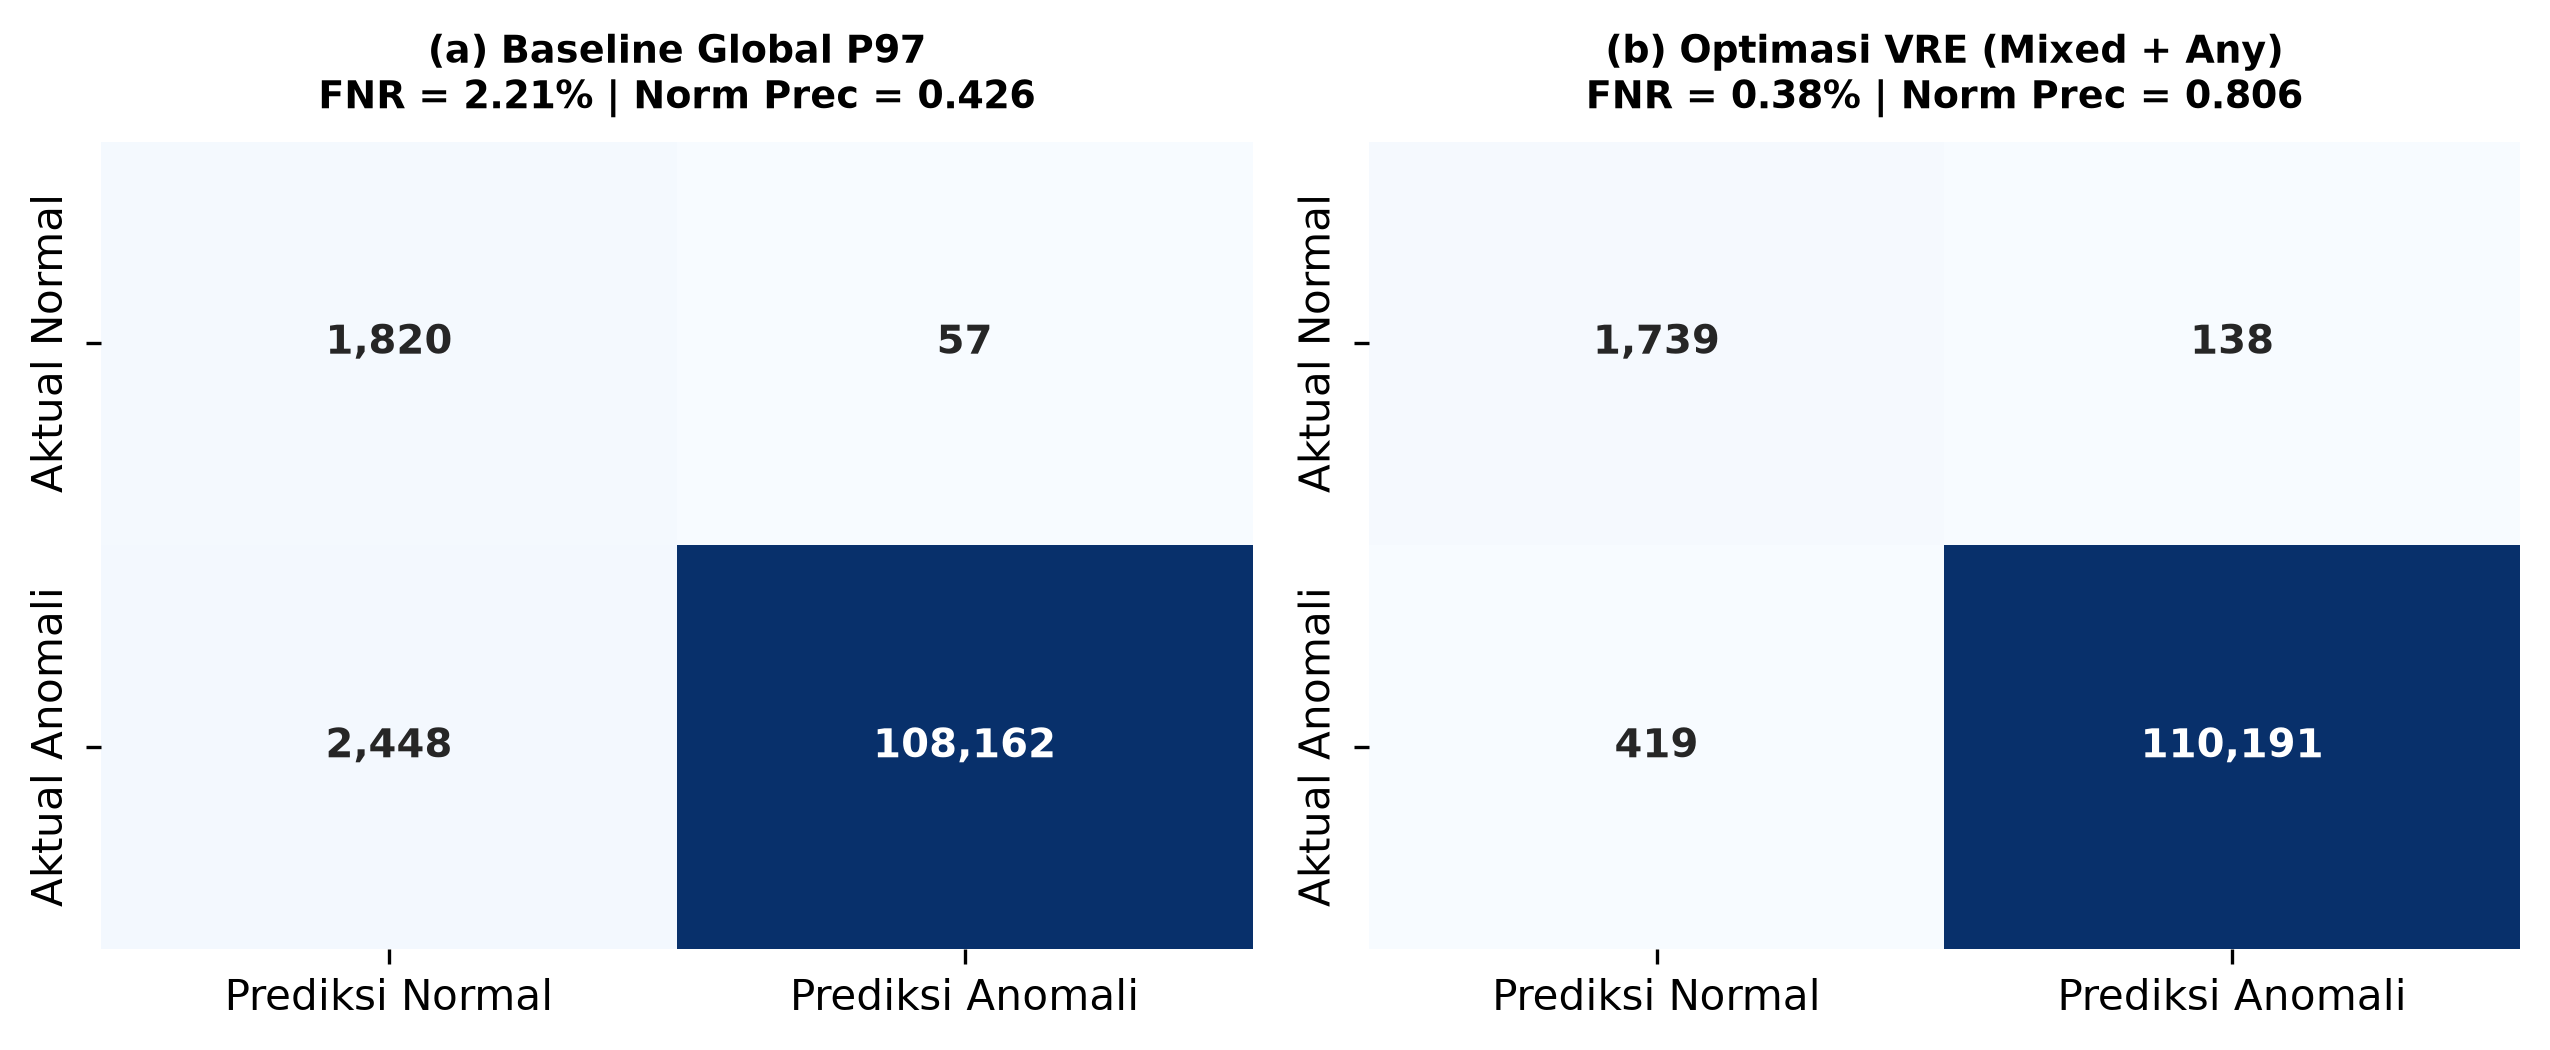 (a) Baseline Global P97
FNR = 2.21% | Norm Prec = 0.426
Aktual Normal
1,820
57
Aktual Anomali
2,448
108,162
Prediksi Normal
Prediksi Anomali
(b) Optimasi VRE (Mixed + Any)
FNR = 0.38% | Norm Prec = 0.806
Aktual Normal
1,739
138
Aktual Anomali
419
110,191
Prediksi Normal
Prediksi Anomali